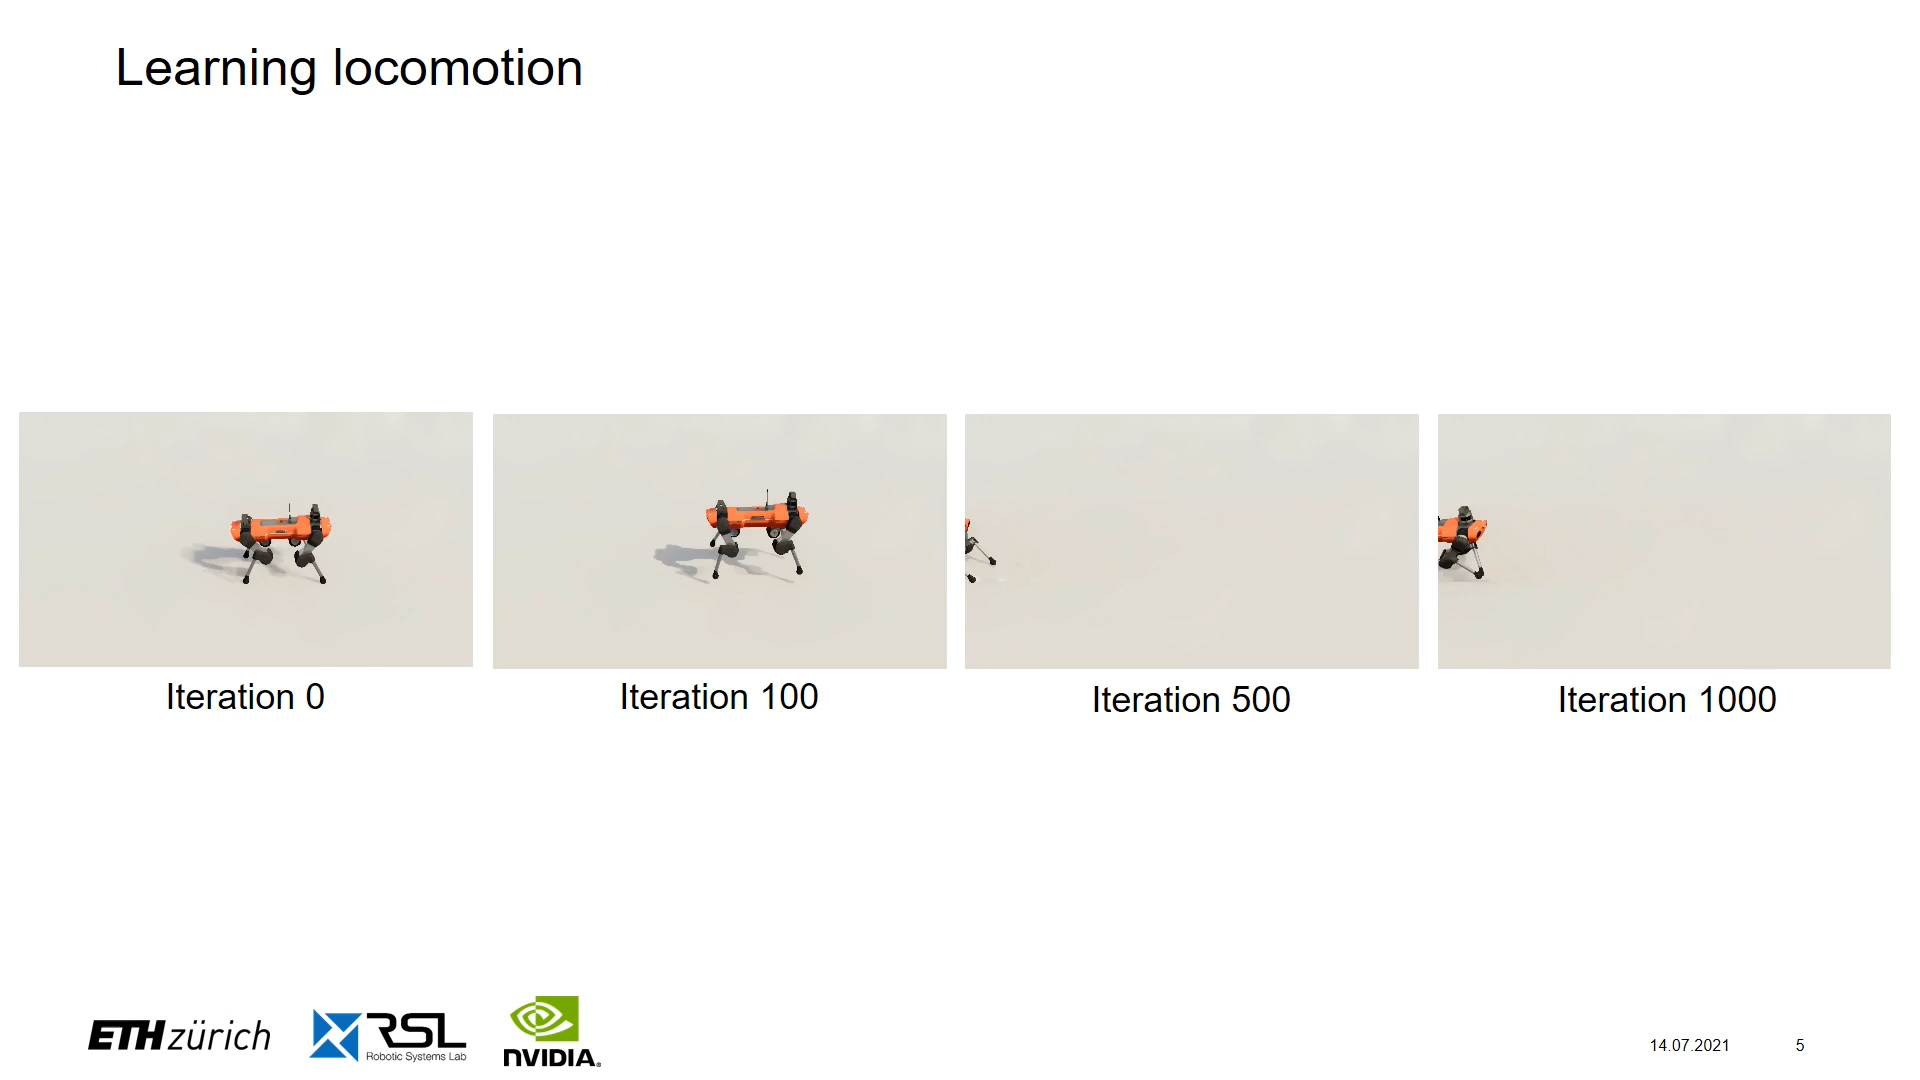 Learning locomotion
Iteration 0
Iteration 100
Iteration 500
Iteration 1000
ETH zürich
RSL
Robotic Systems Lab
NVIDIA.
14.07.2021
5